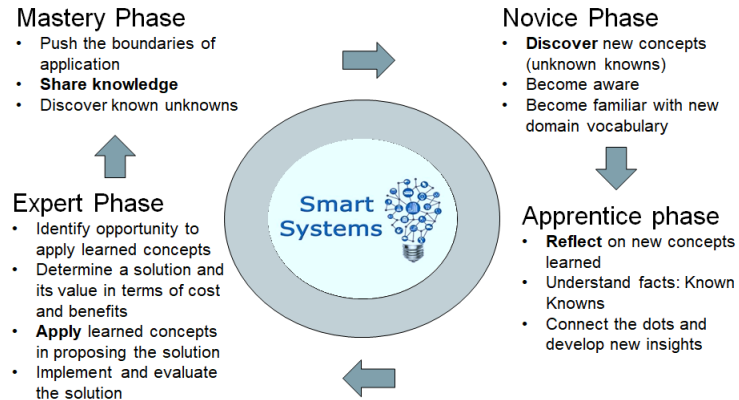 Mastery Phase
• Push the boundaries of
application
• Share knowledge
• Discover known unknowns
Novice Phase
• Discover new concepts
(unknown knowns)
• Become aware
• Become familiar with new
domain vocabulary
Expert Phase
• Identify opportunity to
apply learned concepts
• Determine a solution and
its value in terms of cost
and benefits
• Apply learned concepts
in proposing the solution
• Implement and evaluate
the solution
Smart
Systems
Apprentice phase
• Reflect on new concepts
learned
• Understand facts: Known
Knowns
• Connect the dots and
develop new insights